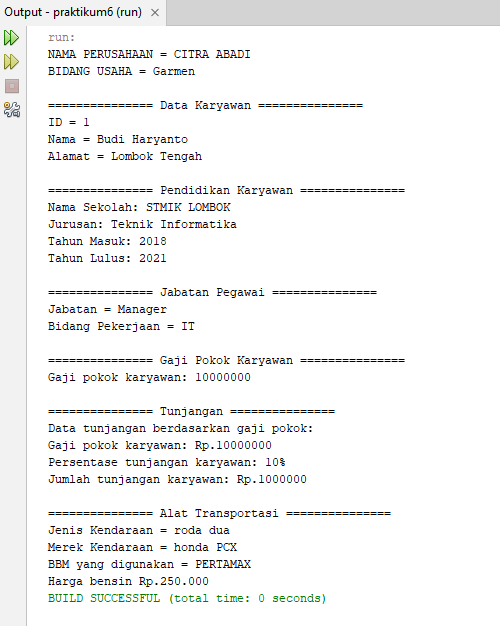 Output - praktikum6 (run) ×
run:
NAMA PERUSAHAAN = CITRA ABADI
BIDANG USAHA = Garmen
=============== Data Karyawan ===============
ID = 1
Nama = Budi Haryanto
Alamat = Lombok Tengah
=============== Pendidikan Karyawan ===============
Nama Sekolah: STMIK LOMBOK
Jurusan: Teknik Informatika
Tahun Masuk: 2018
Tahun Lulus: 2021
=============== Jabatan Pegawai ===============
Jabatan = Manager
Bidang Pekerjaan = IT
=============== Gaji Pokok Karyawan ===============
Gaji pokok karyawan: 10000000
=============== Tunjangan ===============
Data tunjangan berdasarkan gaji pokok:
Gaji pokok karyawan: Rp.10000000
Persentase tunjangan karyawan: 10%
Jumlah tunjangan karyawan: Rp.1000000
=============== Alat Transportasi ===============
Jenis Kendaraan = roda dua
Merek Kendaraan = honda PCX
BBM yang digunakan = PERTAMAX
Harga bensin Rp.250.000
BUILD SUCCESSFUL (total time: 0 seconds)